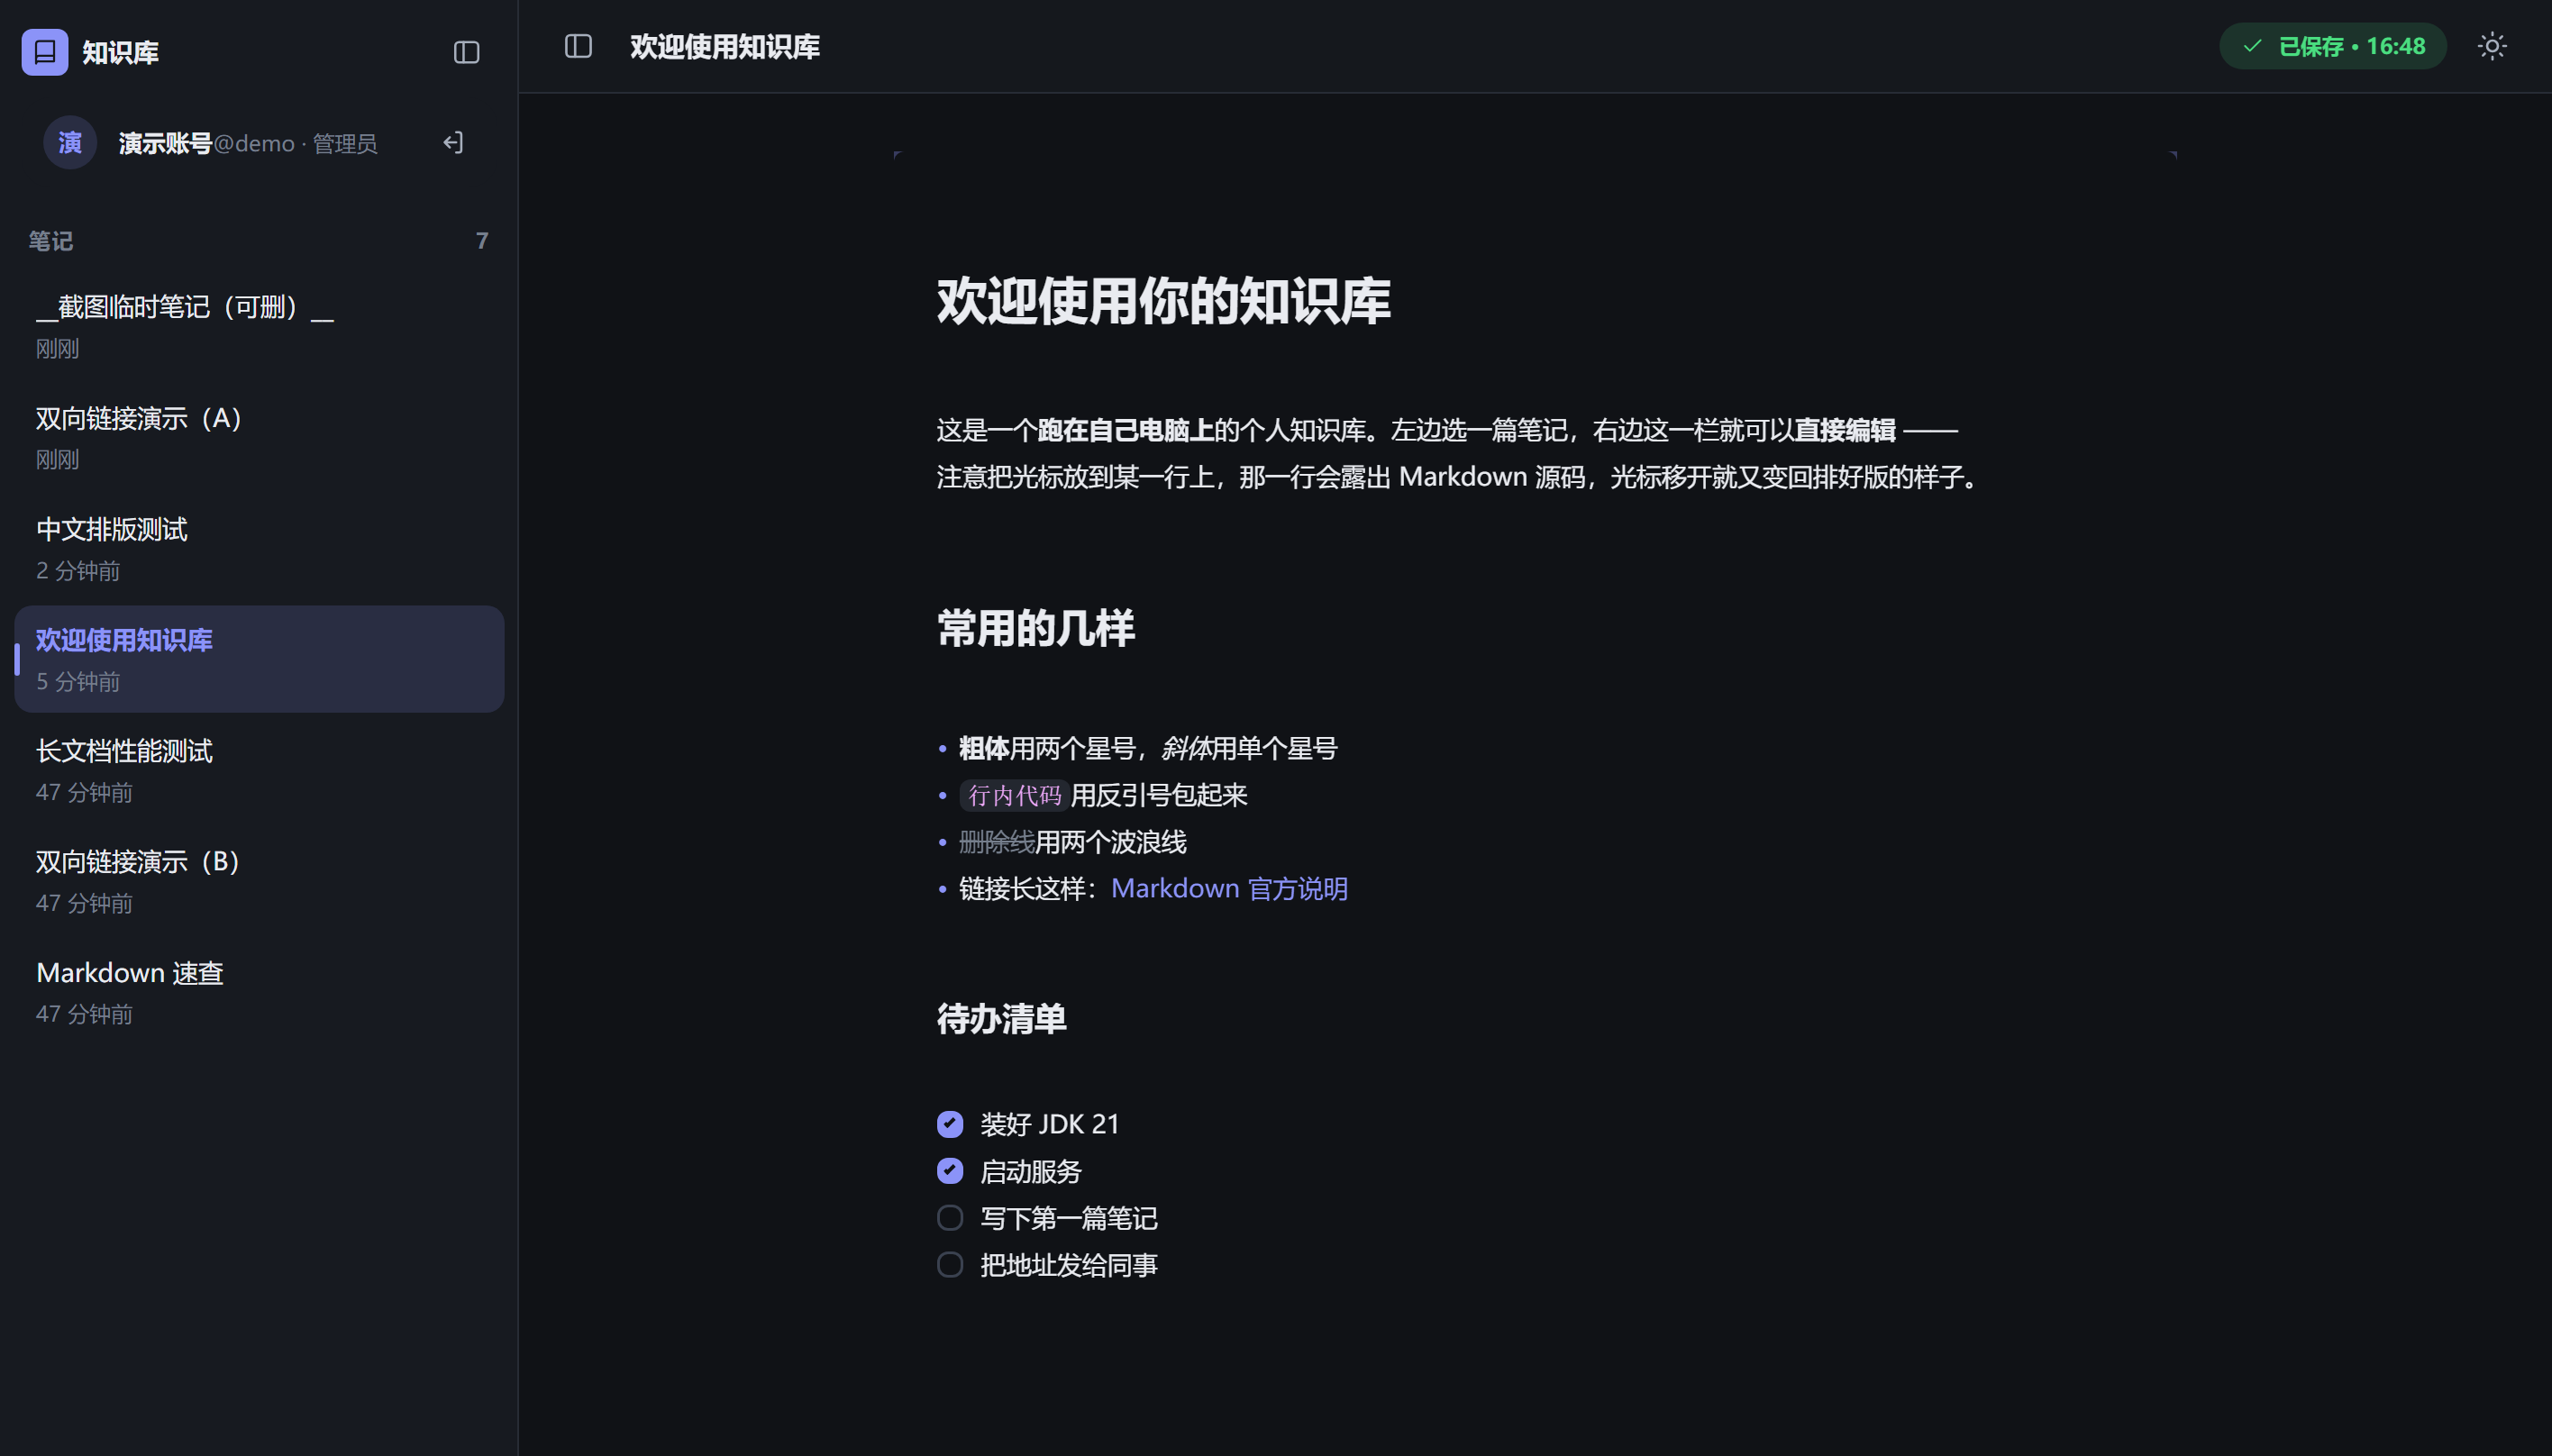 知识库
演
演示账号@demo · 管理员
笔记
7
__截图临时笔记（可删）__
刚刚
双向链接演示（A）
刚刚
中文排版测试
2 分钟前
欢迎使用知识库
5 分钟前
长文档性能测试
47 分钟前
双向链接演示（B）
47 分钟前
Markdown 速查
47 分钟前
欢迎使用知识库
已保存 • 16:48
欢迎使用你的知识库
这是一个跑在自己电脑上的个人知识库。左边选一篇笔记，右边这一栏就可以直接编辑 ——
注意把光标放到某一行上，那一行会露出 Markdown 源码，光标移开就又变回排好版的样子。
常用的几样
• 粗体用两个星号，斜体用单个星号
• 行内代码用反引号包起来
• 删除线用两个波浪线
• 链接长这样：Markdown 官方说明
待办清单
装好 JDK 21
启动服务
写下第一篇笔记
把地址发给同事